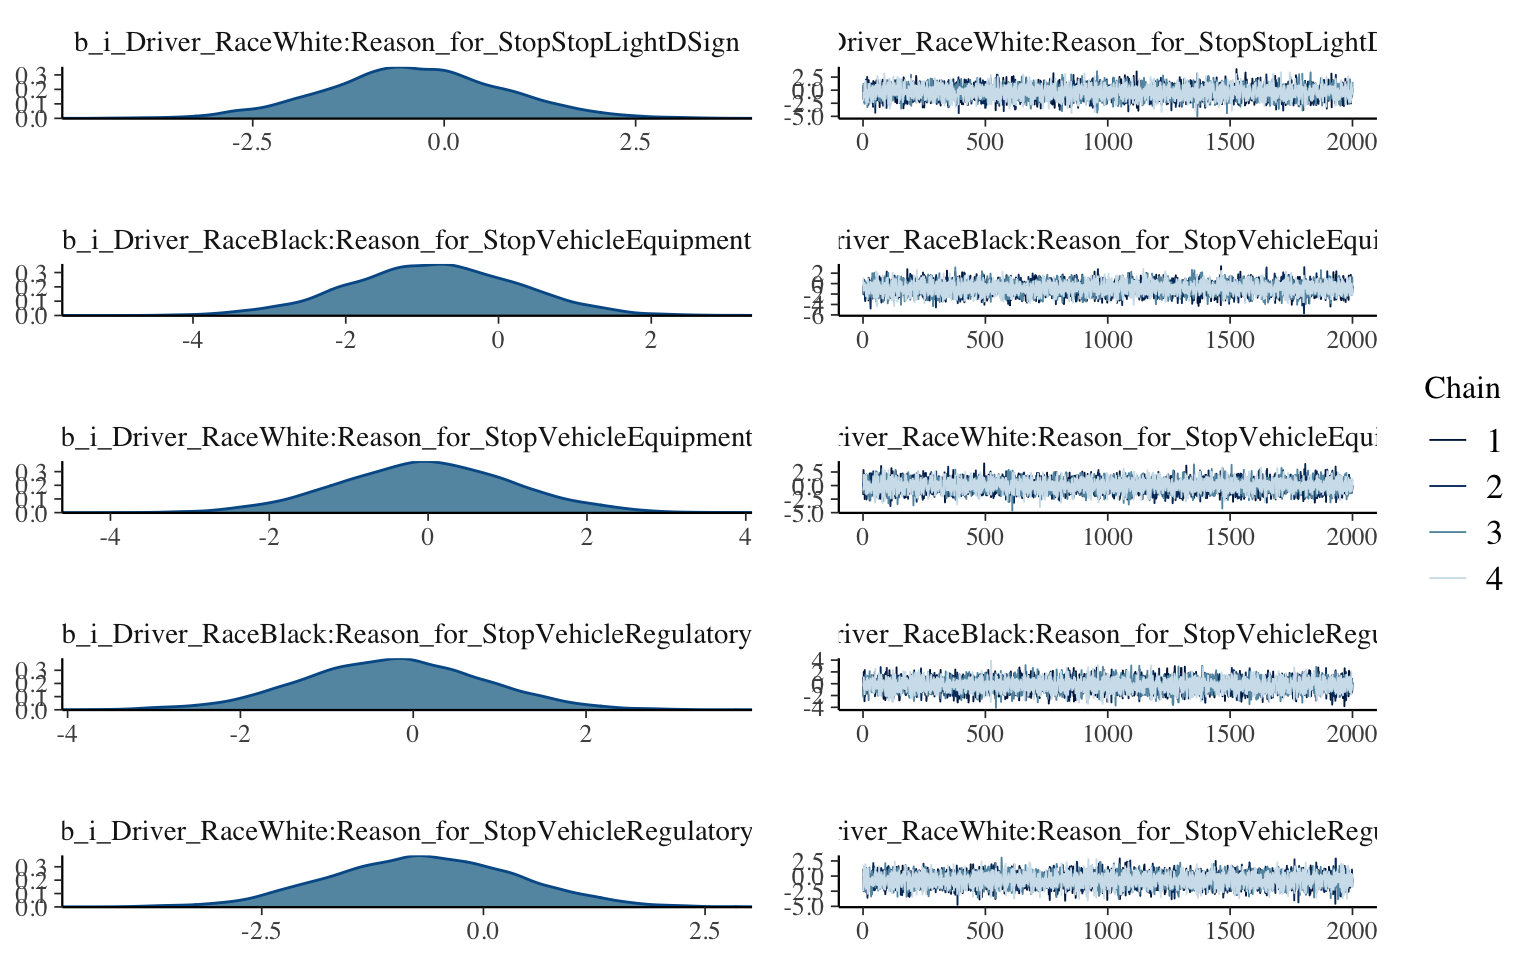 b_i_Driver_RaceWhite:Reason_for_StopStopLightDSign
0.3
0.2
0.1
0.0
-2.5 0.0 2.5
Driver_RaceWhite:Reason_for_StopStopLightD
2.5
0.0
-2.5
-5.0
0 500 1000 1500 2000
b_i_Driver_RaceBlack:Reason_for_StopVehicleEquipment
0.3
0.2
0.1
0.0
-4 -2 0 2
river_RaceBlack:Reason_for_StopVehicleEqui
2
0
-2
-4
-6
0 500 1000 1500 2000
b_i_Driver_RaceWhite:Reason_for_StopVehicleEquipment
0.3
0.2
0.1
0.0
-4 -2 0 2 4
river_RaceWhite:Reason_for_StopVehicleEqui
2.5
0.0
-2.5
-5.0
0 500 1000 1500 2000
b_i_Driver_RaceBlack:Reason_for_StopVehicleRegulatory
0.3
0.2
0.1
0.0
-4 -2 0 2
river_RaceBlack:Reason_for_StopVehicleRegu
4
2
0
-2
-4
0 500 1000 1500 2000
b_i_Driver_RaceWhite:Reason_for_StopVehicleRegulatory
0.3
0.2
0.1
0.0
-2.5 0.0 2.5
river_RaceWhite:Reason_for_StopVehicleRegu
2.5
0.0
-2.5
-5.0
0 500 1000 1500 2000
Chain
1
2
3
4